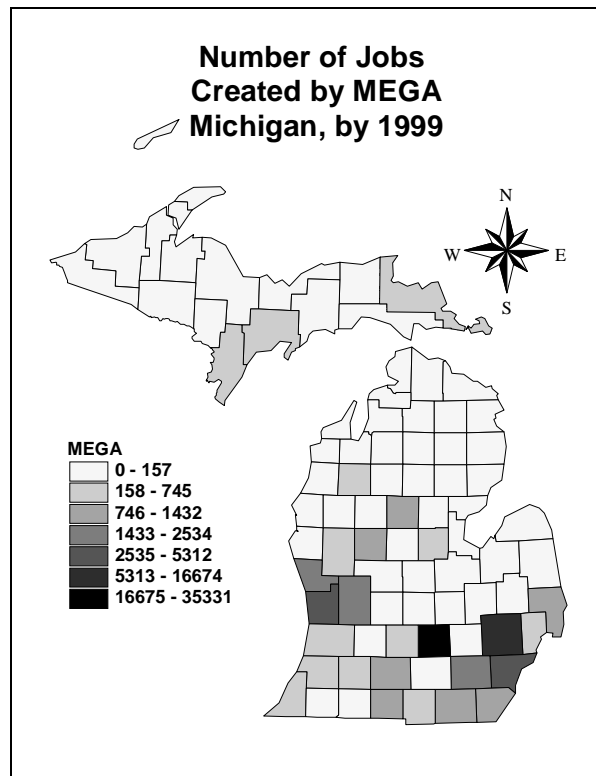 Number of Jobs
Created by MEGA
Michigan, by 1999
N
W
E
S
MEGA
0 - 157
158 - 745
746 - 1432
1433 - 2534
2535 - 5312
5313 - 16674
16675 - 35331